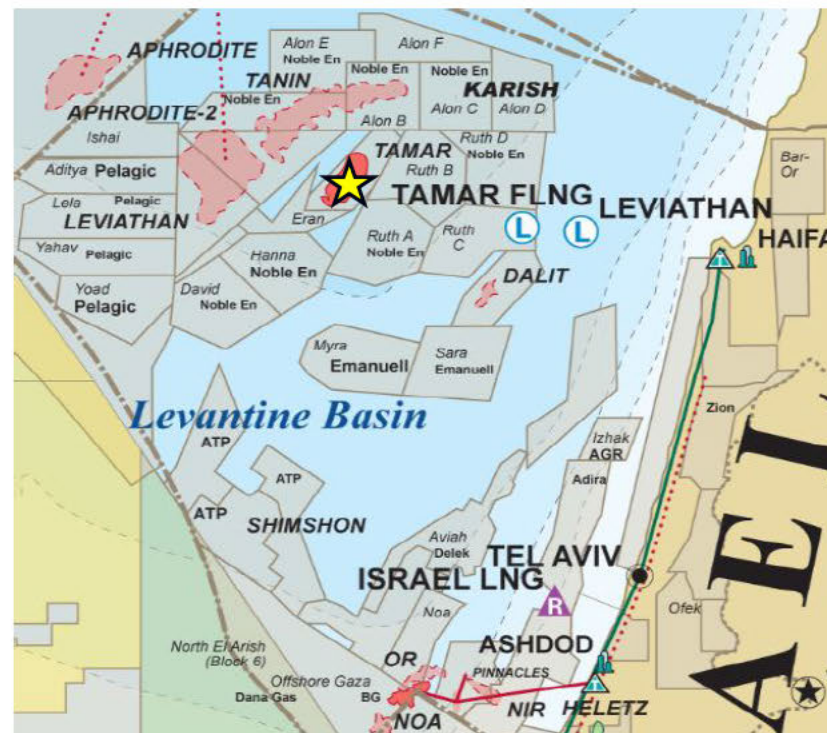 APHRODITE
Alon E
Noble En
Alon F
TANIN
Noble En
Noble En
Noble En
KARISH
APHRODITE-2
Alon B
Alon C
Alon D
Ishai
TAMAR
Ruth D
Noble En
Bar-
Or
Aditya Pelagic
Ruth B
Lela
Pelagic
TAMAR FLNG
LEVIATHAN
LEVIATHAN
Eran
L
L
Yahav
Pelagic
Hanna
Noble En
Ruth A
Noble En
Ruth
C
HAIFA
DALIT
Yoad
Pelagic
David
Noble En
Myra
Emanuell
Sara
Emanuell
Levantine Basin
Zion
ATP
ATP
Izhak
AGR
Adira
ATP
SHIMSHON
Aviah
Delek
TEL AVIV
ISRAEL LNG
R
Noa
Ofek
North El Arish
(Block 6)
OR
ASHDOD
Offshore Gaza
PINNACLES
Dana Gas
BG
NIR
HELETZ
NOA
A E L